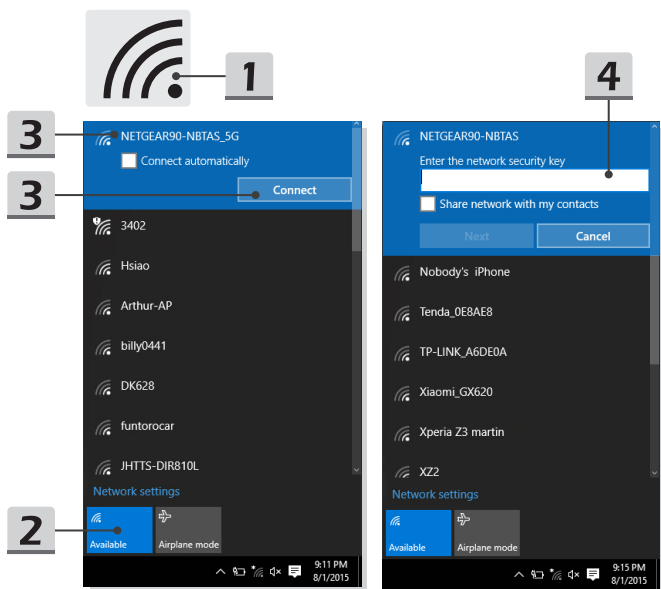 1
4
3
3
2
NETGEAR90-NBTAS_5G
Connect automatically
Connect
3402
Hsiao
Arthur-AP
billy0441
DK628
funtorocar
JHTTS-DIR810L
Network settings
Available
Airplane mode
9:11 PM
8/1/2015
NETGEAR90-NBTAS
Enter the network security key
Share network with my contacts
Next
Cancel
Nobody's iPhone
Tenda_0E8AE8
TP-LINK_A6DE0A
Xiaomi_GX620
Xperia Z3 martin
XZ2
Network settings
Available
Airplane mode
9:15 PM
8/1/2015